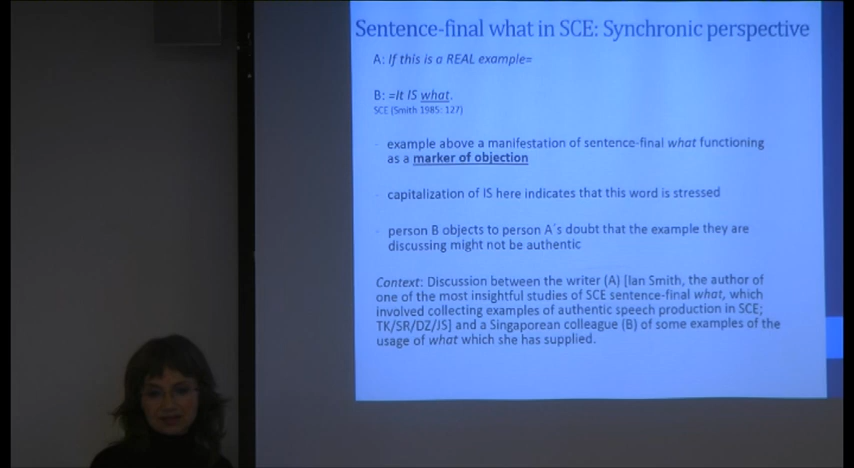 Sentence-final what in SCE: Synchronic perspective
A: If this is a REAL example=
B: =It IS what.
SCE (Smith 1985: 127)
example above a manifestation of sentence-final what functioning
as a marker of objection
capitalization of IS here indicates that this word is stressed
person B objects to person A´s doubt that the example they are
discussing might not be authentic
Context: Discussion between the writer (A) [Ian Smith, the author of
one of the most insightful studies of SCE sentence-final what, which
involved collecting examples of authentic speech production in SCE;
TK/SR/DZ/JS] and a Singaporean colleague (B) of some examples of the
usage of what which she has supplied.